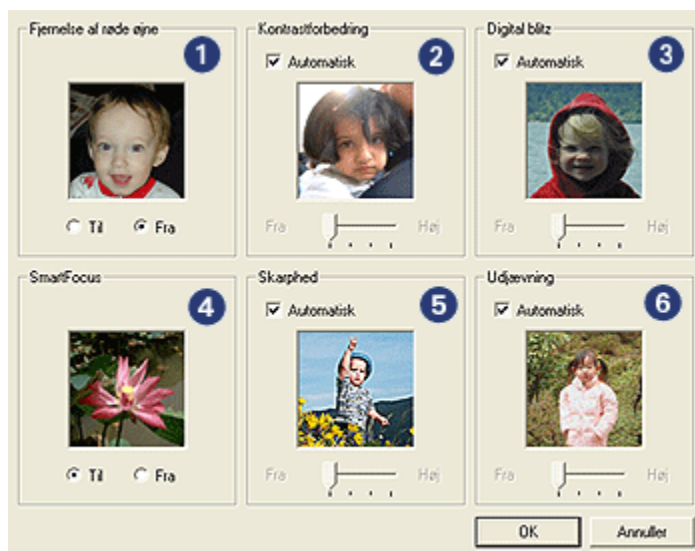 Fjernelse af røde øjne
1
Til Fra
Kontrastforbedring
Automatisk
2
Fra Høj
Digital blitz
Automatisk
3
Fra Høj
SmartFocus
4
Til Fra
Skarphed
Automatisk
5
Fra Høj
Udjævning
Automatisk
6
Fra Høj
OK Annuller